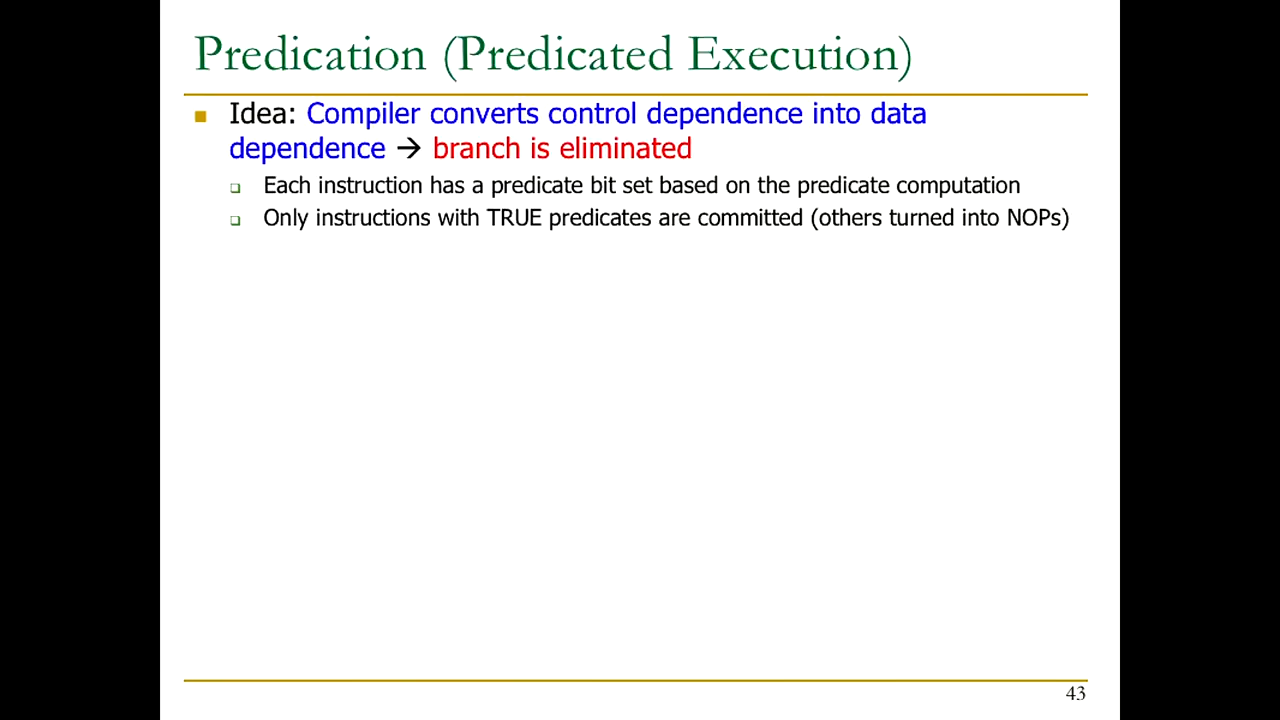 Predication (Predicated Execution)
Idea: Compiler converts control dependence into data
dependence → branch is eliminated
Each instruction has a predicate bit set based on the predicate computation
Only instructions with TRUE predicates are committed (others turned into NOPs)
43